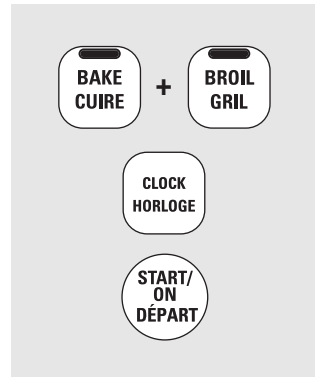 BAKE
CUIRE
+
BROIL
GRIL
CLOCK
HORLOGE
START/
ON
DÉPART